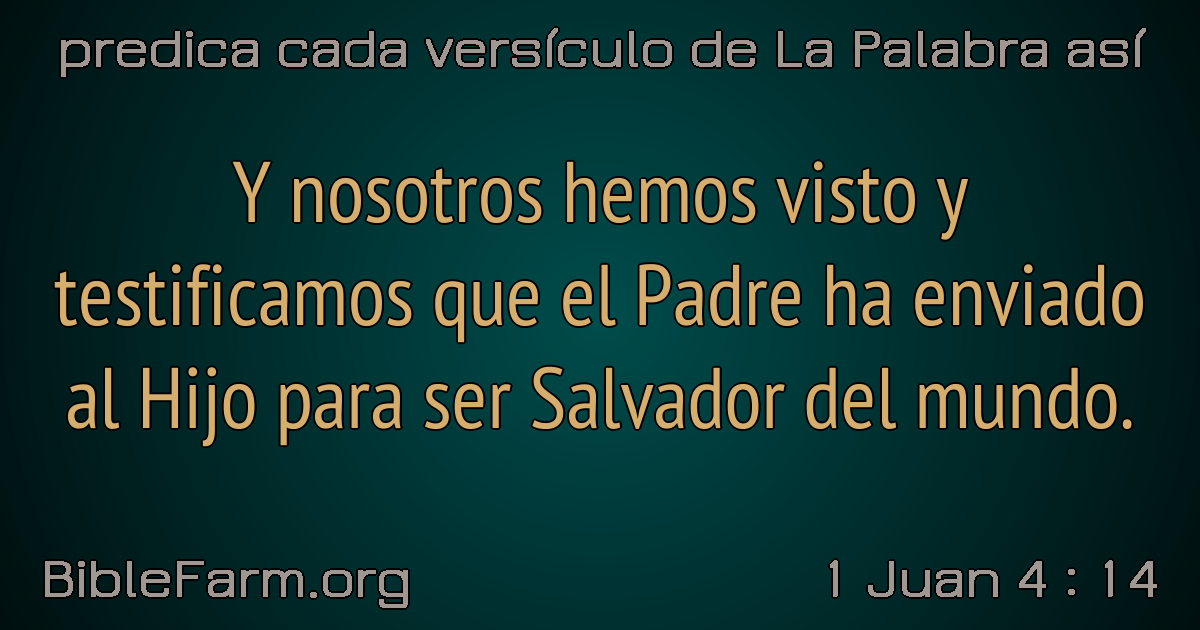 predica cada versículo de La Palabra así
Y nosotros hemos visto y
testificamos que el Padre ha enviado
al Hijo para ser Salvador del mundo.
BibleFarm.org
1 Juan 4 : 14